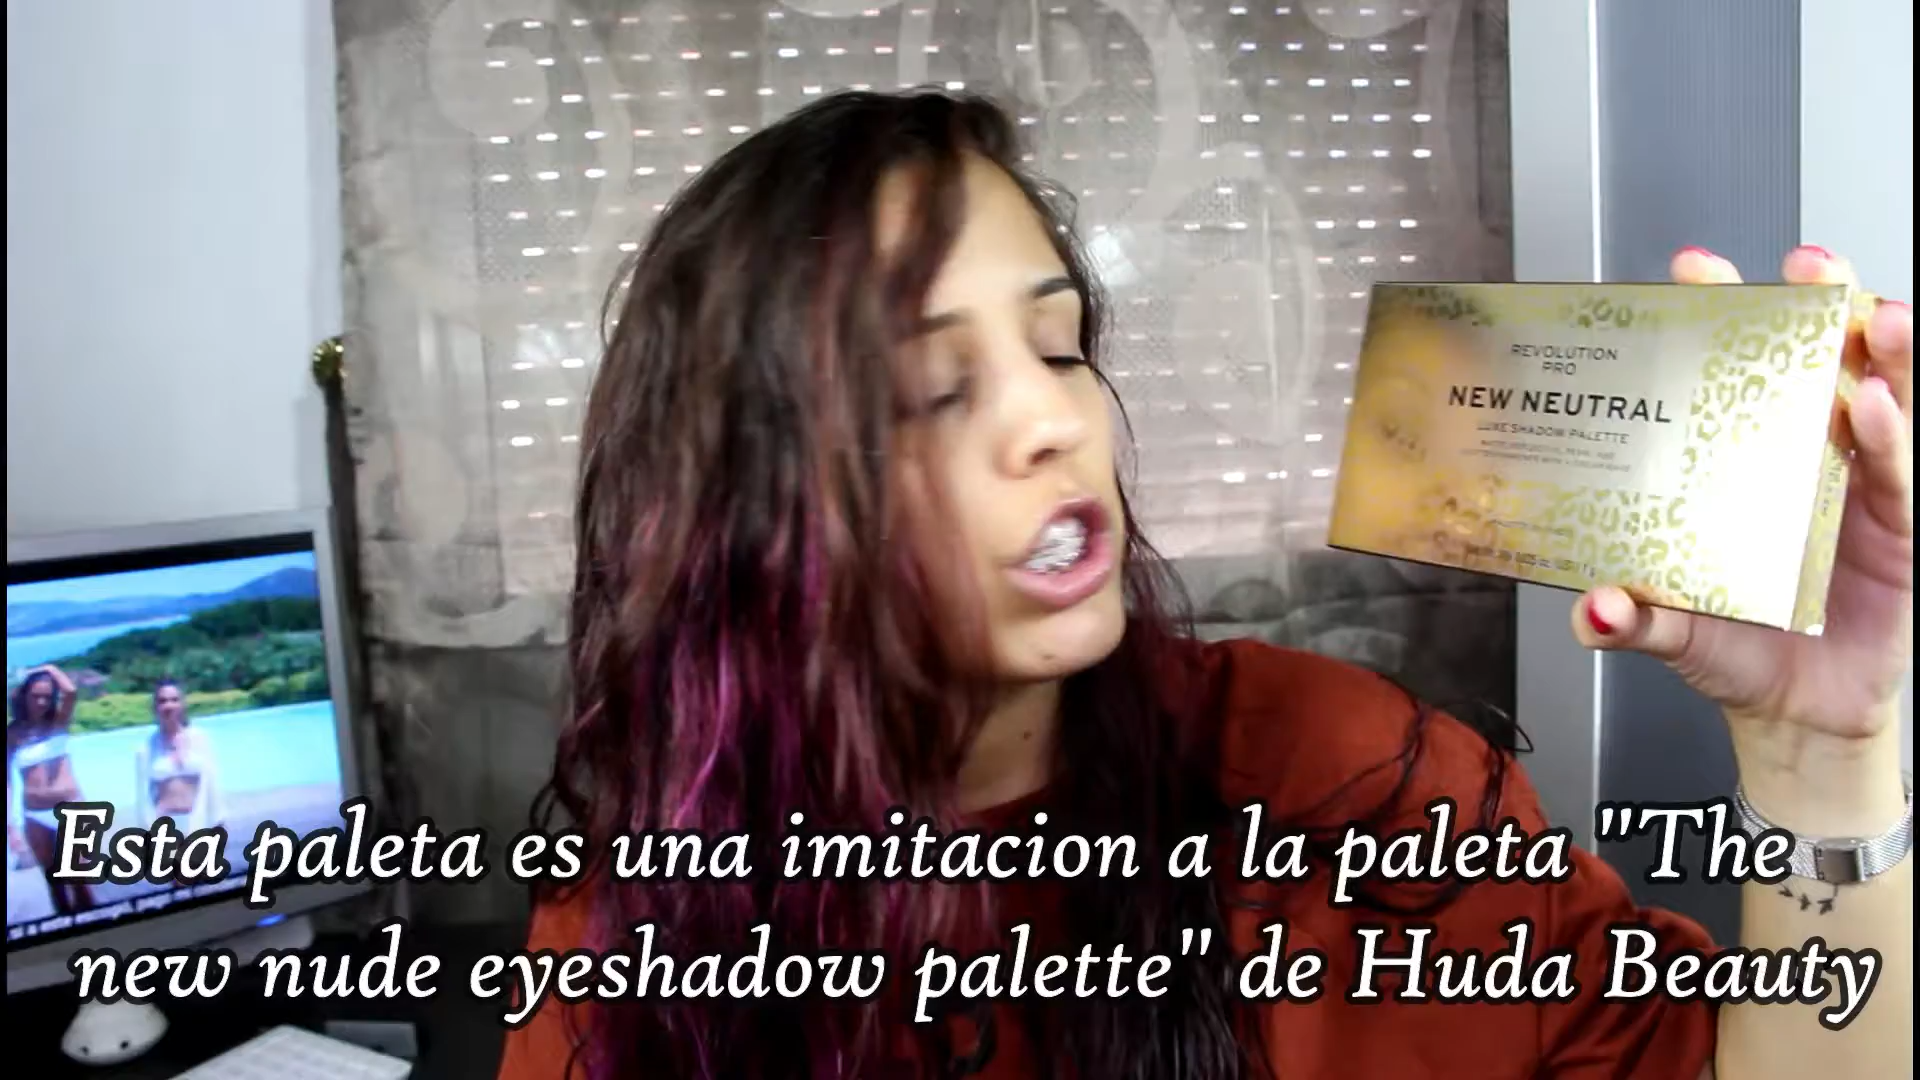 REVOLUTION
PRO
NEW NEUTRAL
LUXE SHADOW PALETTE
Esta paleta es una imitacion a la paleta "The
new nude eyeshadow palette" de Huda Beauty